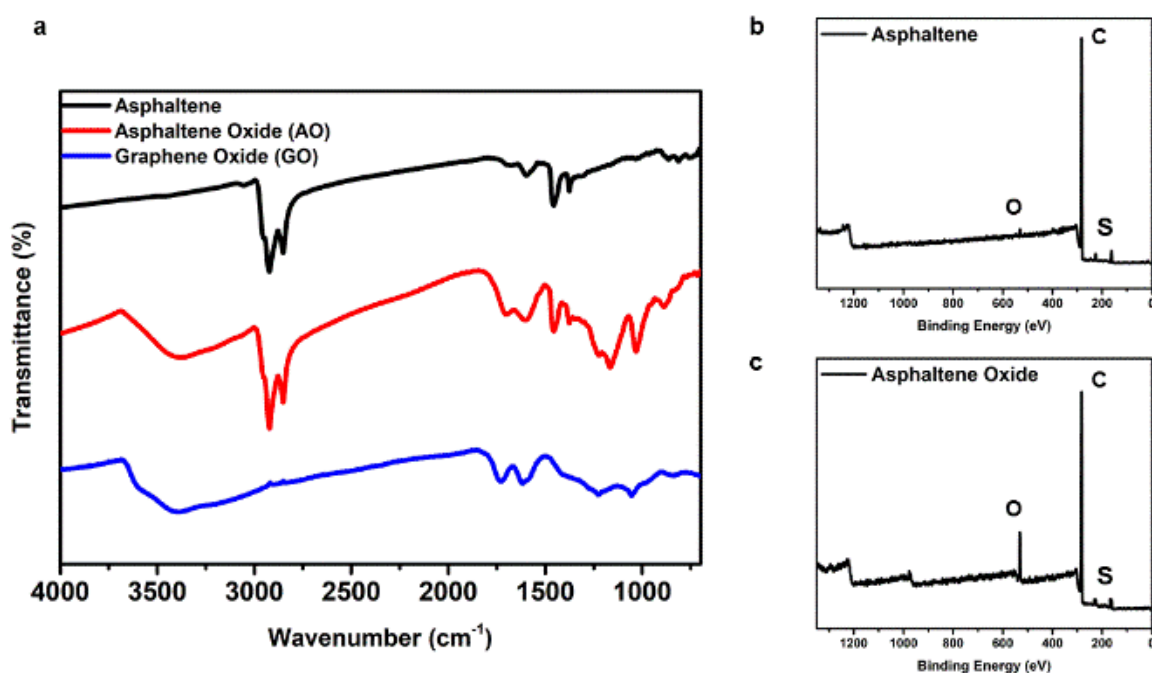 a
Asphaltene
Asphaltene Oxide (AO)
Graphene Oxide (GO)
Transmittance (%)
4000 3500 3000 2500 2000 1500 1000
Wavenumber (cm⁻¹)
b
Asphaltene
C
O
S
1200 1000 800 600 400 200 0
Binding Energy (eV)
c
Asphaltene Oxide
C
O
S
1200 1000 800 600 400 200 0
Binding Energy (eV)